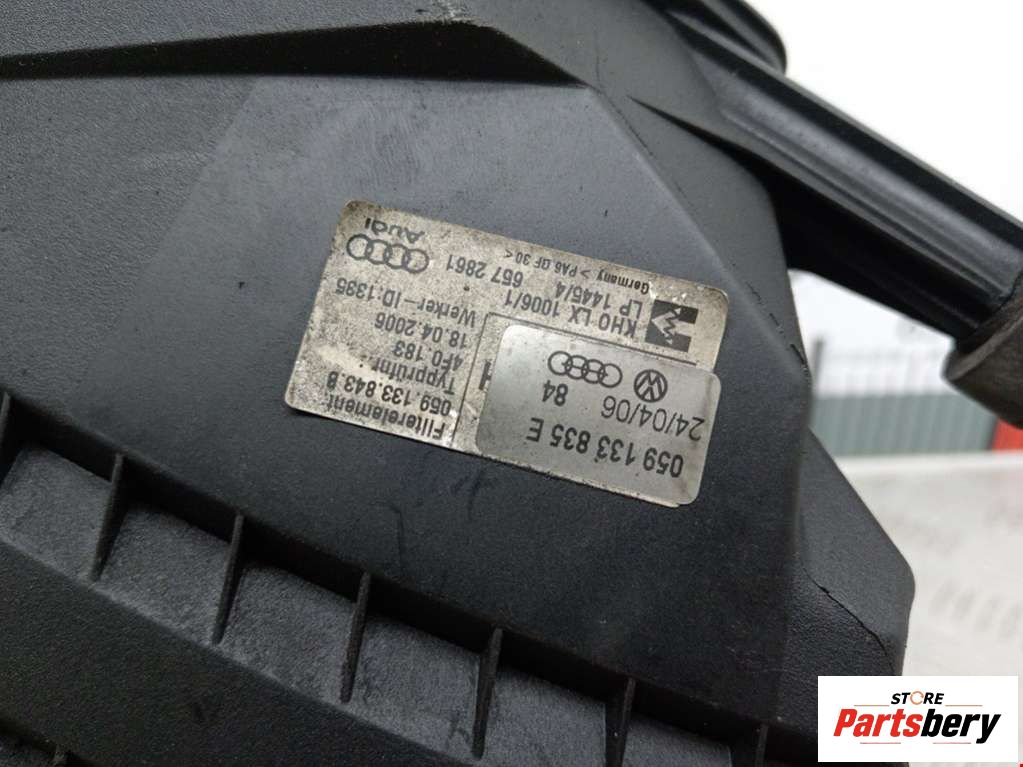 059 133 835 E
24/04/06 84
Filterelement
059.133.843.B
Typprüfnr.:
4F0 183
18.04.2006
Werker-ID:1335
KHO LX 1006/1
LP 1445/4 657 2861
Germany > PA6 GF 30 <
Audi
STORE
Partsbery